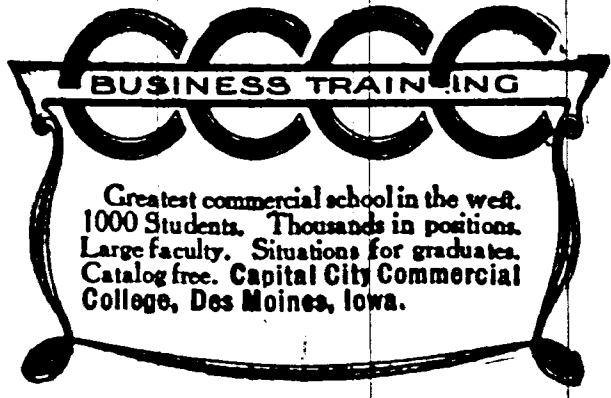 CCCC
BUSINESS TRAINING
Greatest commercial school in the west.
1000 Students. Thousands in positions.
Large faculty. Situations for graduates.
Catalog free. Capital City Commercial
College, Des Moines, Iowa.